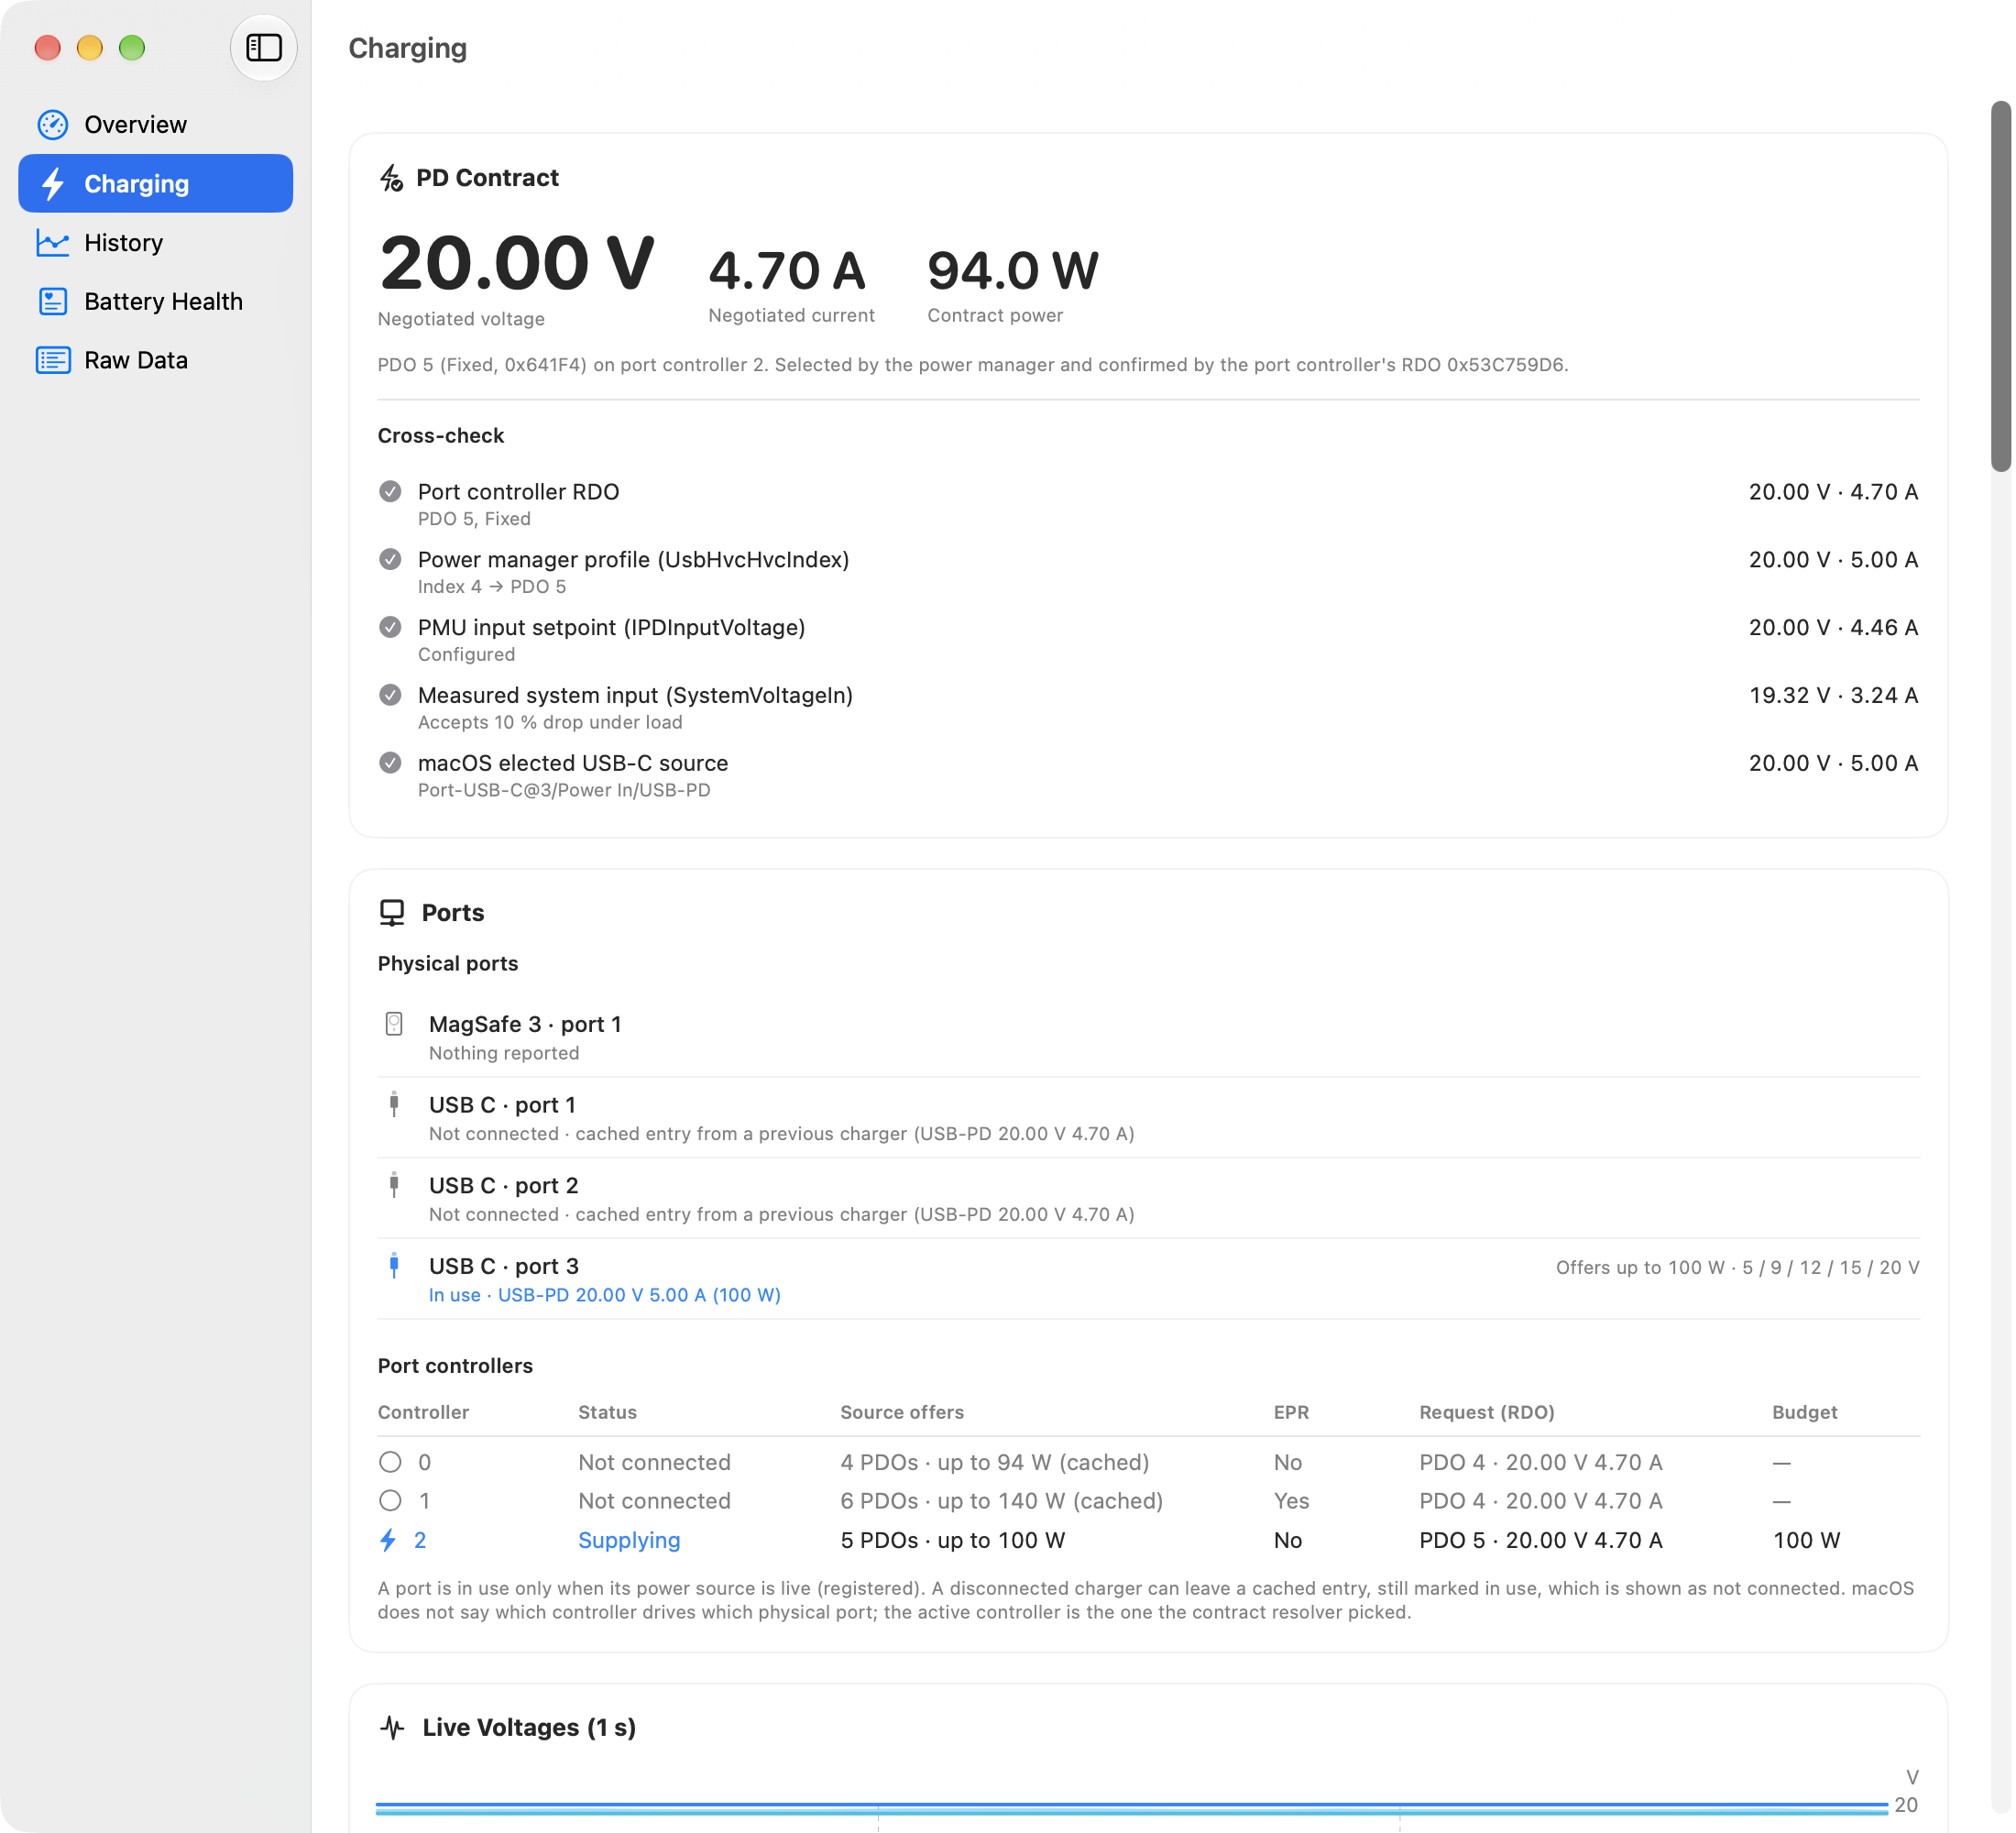 Charging
Overview
Charging
History
Battery Health
Raw Data
PD Contract
20.00 V
4.70 A
94.0 W
Negotiated voltage
Negotiated current
Contract power
PDO 5 (Fixed, 0x641F4) on port controller 2. Selected by the power manager and confirmed by the port controller's RDO 0x53C759D6.
Cross-check
Port controller RDO
20.00 V · 4.70 A
PDO 5, Fixed
Power manager profile (UsbHvcHvcIndex)
20.00 V · 5.00 A
Index 4 → PDO 5
PMU input setpoint (IPDInputVoltage)
20.00 V · 4.46 A
Configured
Measured system input (SystemVoltageIn)
19.32 V · 3.24 A
Accepts 10 % drop under load
macOS elected USB-C source
20.00 V · 5.00 A
Port-USB-C@3/Power In/USB-PD
Ports
Physical ports
MagSafe 3 · port 1
Nothing reported
USB C · port 1
Not connected · cached entry from a previous charger (USB-PD 20.00 V 4.70 A)
USB C · port 2
Not connected · cached entry from a previous charger (USB-PD 20.00 V 4.70 A)
USB C · port 3
Offers up to 100 W · 5 / 9 / 12 / 15 / 20 V
In use · USB-PD 20.00 V 5.00 A (100 W)
Port controllers
Controller Status Source offers EPR Request (RDO) Budget
0 Not connected 4 PDOs · up to 94 W (cached) No PDO 4 · 20.00 V 4.70 A —
1 Not connected 6 PDOs · up to 140 W (cached) Yes PDO 4 · 20.00 V 4.70 A —
2 Supplying 5 PDOs · up to 100 W No PDO 5 · 20.00 V 4.70 A 100 W
A port is in use only when its power source is live (registered). A disconnected charger can leave a cached entry, still marked in use, which is shown as not connected. macOS
does not say which controller drives which physical port; the active controller is the one the contract resolver picked.
Live Voltages (1 s)
V
20